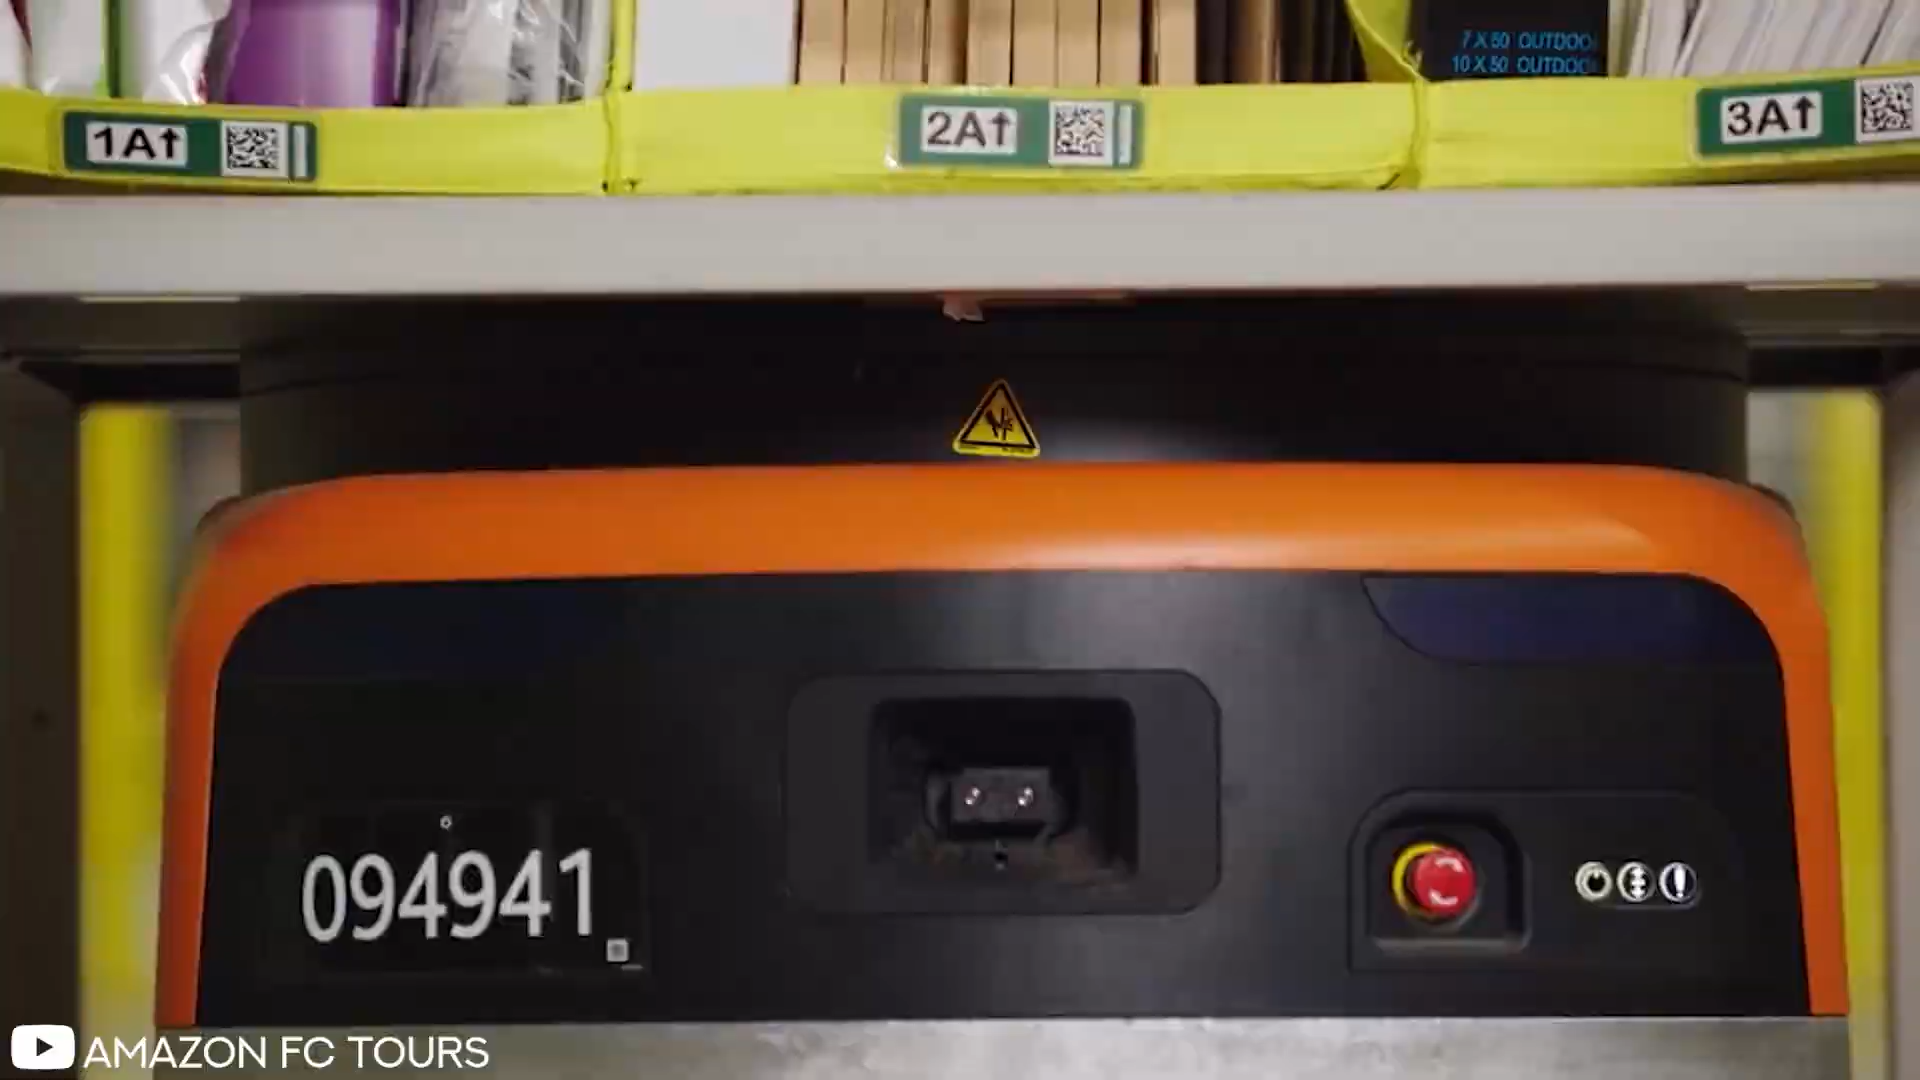 7 X 50 OUTDOO
10 X 50 OUTDOO
1A↑
2A↑
3A↑
094941
AMAZON FC TOURS